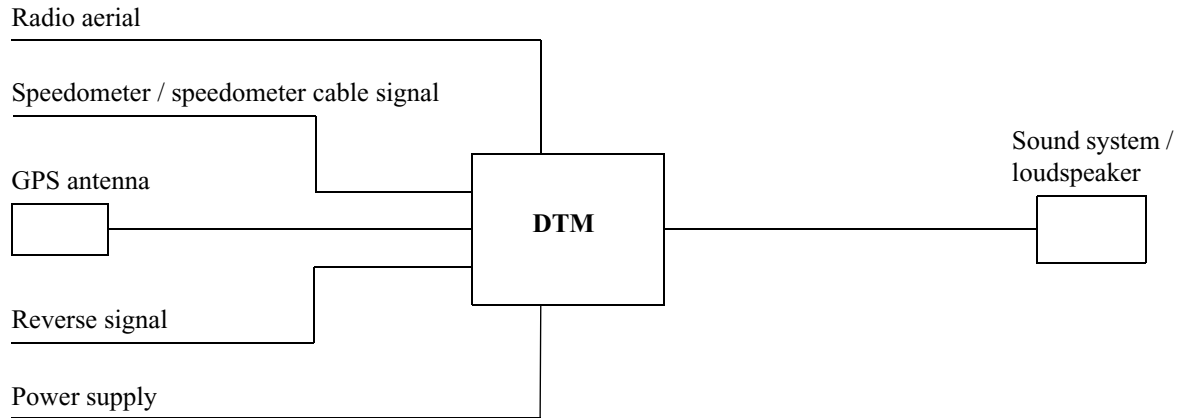 Radio aerial
Speedometer / speedometer cable signal
GPS antenna
DTM
Sound system /
loudspeaker
Reverse signal
Power supply